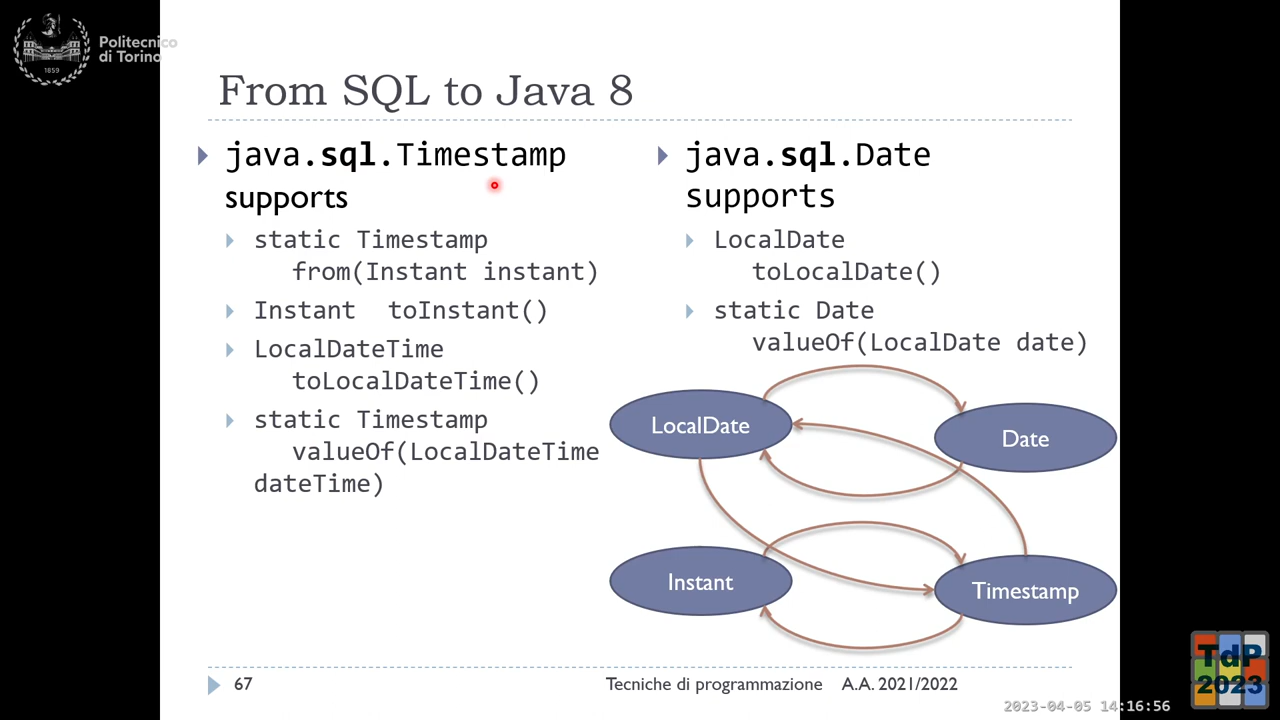 Politecnico
di Torino
1859
From SQL to Java 8
java.sql.Timestamp
supports
static Timestamp
from(Instant instant)
Instant toInstant()
LocalDateTime
toLocalDateTime()
static Timestamp
valueOf(LocalDateTime
dateTime)
java.sql.Date
supports
LocalDate
toLocalDate()
static Date
valueOf(LocalDate date)
LocalDate
Date
Instant
Timestamp
67
Tecniche di programmazione A.A. 2021/2022
TdP
2023
2023-04-05 14:16:56